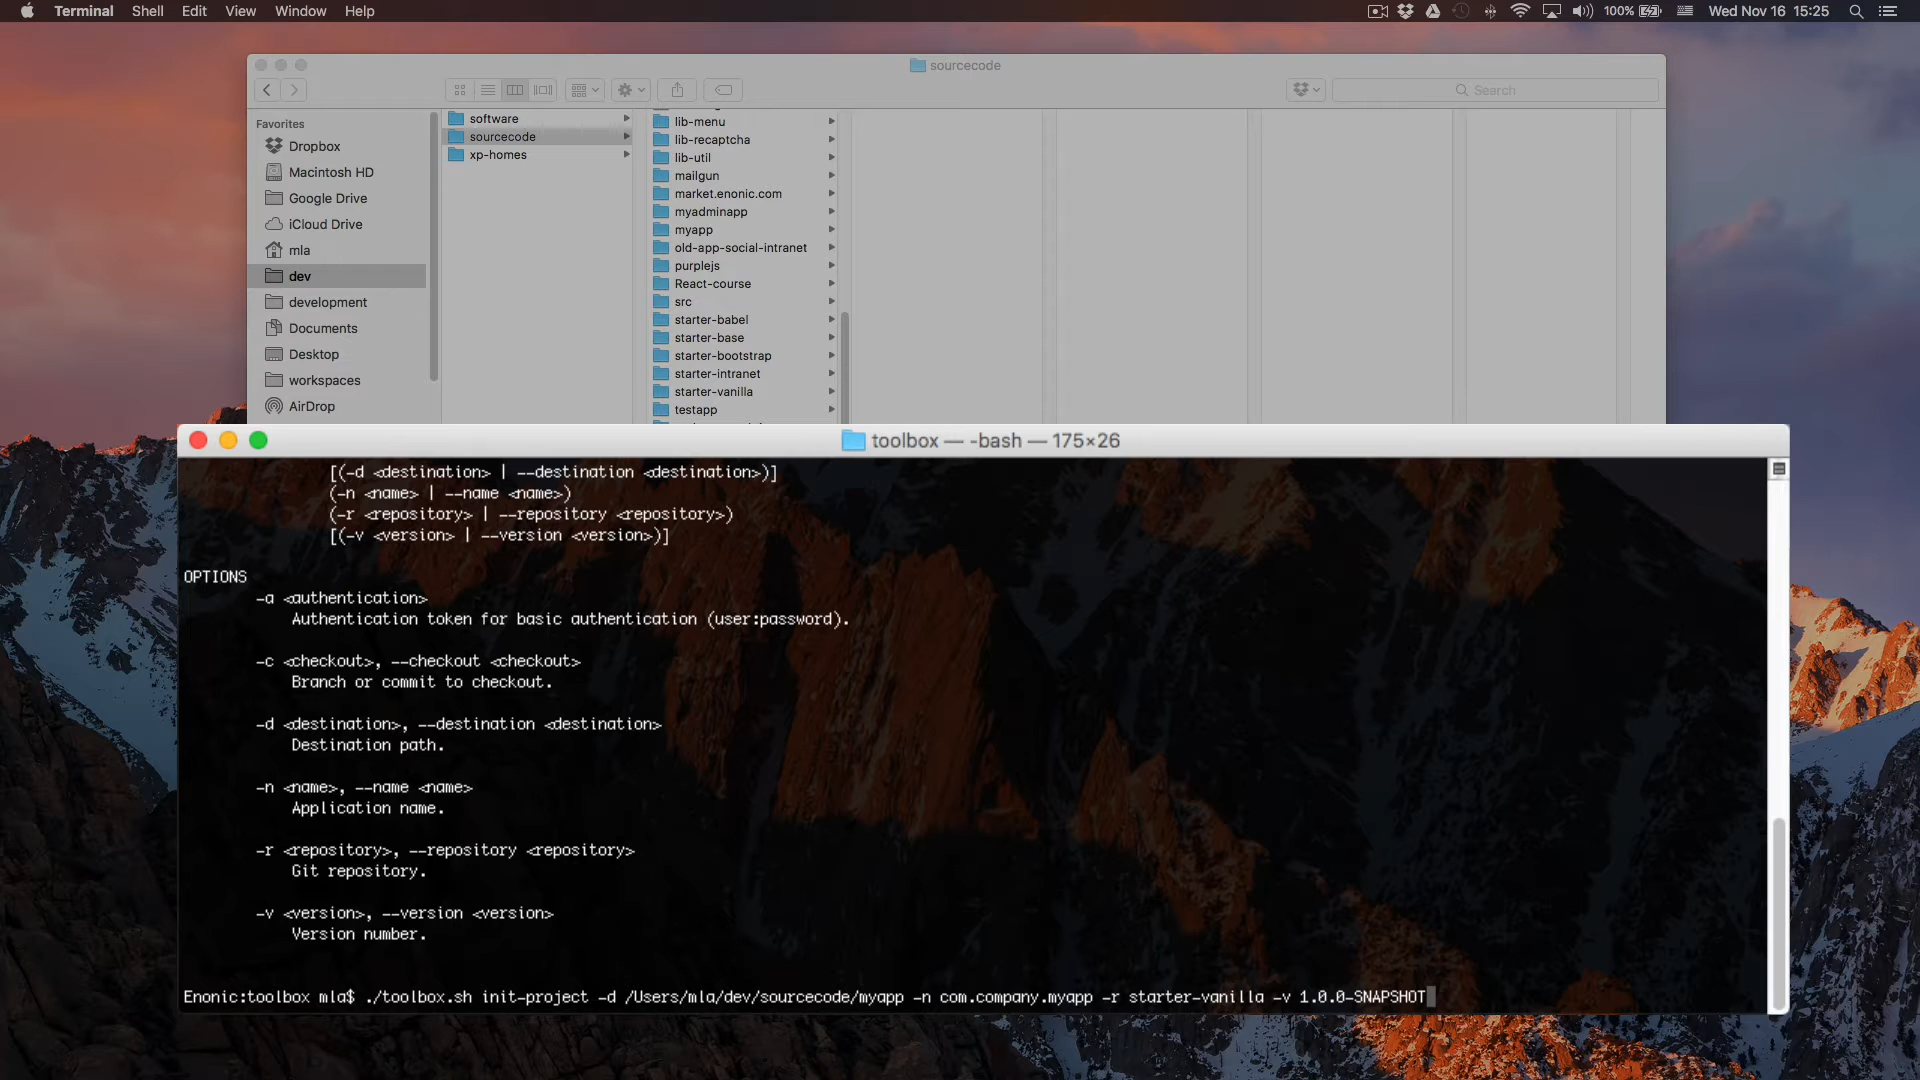 Terminal Shell Edit View Window Help 100% Wed Nov 16 15:25
sourcecode
Search
Favorites
Dropbox
Macintosh HD
Google Drive
iCloud Drive
mla
dev
development
Documents
Desktop
workspaces
AirDrop
software
sourcecode
xp-homes
lib-menu
lib-recaptcha
lib-util
mailgun
market.enonic.com
myadminapp
myapp
old-app-social-intranet
purplejs
React-course
src
starter-babel
starter-base
starter-bootstrap
starter-intranet
starter-vanilla
testapp
toolbox — -bash — 175×26
[(-d <destination> | --destination <destination>)]
(-n <name> | --name <name>)
(-r <repository> | --repository <repository>)
[(-v <version> | --version <version>)]
OPTIONS
-a <authentication>
Authentication token for basic authentication (user:password).
-c <checkout>, --checkout <checkout>
Branch or commit to checkout.
-d <destination>, --destination <destination>
Destination path.
-n <name>, --name <name>
Application name.
-r <repository>, --repository <repository>
Git repository.
-v <version>, --version <version>
Version number.
Enonic:toolbox mla$ ./toolbox.sh init-project -d /Users/mla/dev/sourcecode/myapp -n com.company.myapp -r starter-vanilla -v 1.0.0-SNAPSHOT